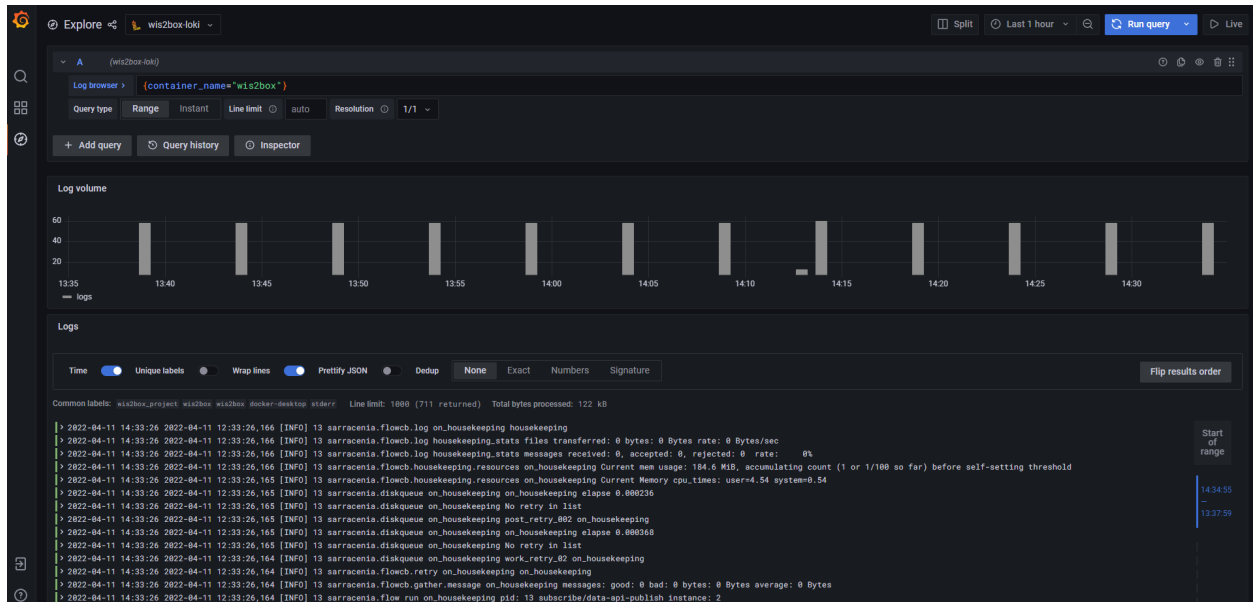 Explore wis2box-loki Split Last 1 hour Run query Live
A (wis2box-loki)
Log browser > {container_name="wis2box"}
Query type Range Instant Line limit auto Resolution 1/1
+ Add query Query history Inspector
Log volume
60
40
20
13:35 13:40 13:45 13:50 13:55 14:00 14:05 14:10 14:15 14:20 14:25 14:30
logs
Logs
Time Unique labels Wrap lines Prettify JSON Dedup None Exact Numbers Signature Flip results order
Common labels: wis2box_project wis2box wis2box docker-desktop stderr Line limit: 1000 (711 returned) Total bytes processed: 122 kB
> 2022-04-11 14:33:26 2022-04-11 12:33:26,166 [INFO] 13 sarracenia.flowcb.log on_housekeeping housekeeping
> 2022-04-11 14:33:26 2022-04-11 12:33:26,166 [INFO] 13 sarracenia.flowcb.log housekeeping_stats files transferred: 0 bytes: 0 Bytes rate: 0 Bytes/sec
> 2022-04-11 14:33:26 2022-04-11 12:33:26,166 [INFO] 13 sarracenia.flowcb.log housekeeping_stats messages received: 0, accepted: 0, rejected: 0 rate: 0%
> 2022-04-11 14:33:26 2022-04-11 12:33:26,166 [INFO] 13 sarracenia.flowcb.housekeeping.resources on_housekeeping Current mem usage: 184.6 MiB, accumulating count (1 or 1/100 so far) before self-setting threshold
> 2022-04-11 14:33:26 2022-04-11 12:33:26,165 [INFO] 13 sarracenia.flowcb.housekeeping.resources on_housekeeping Current Memory cpu_times: user=4.54 system=0.54
> 2022-04-11 14:33:26 2022-04-11 12:33:26,165 [INFO] 13 sarracenia.diskqueue on_housekeeping on_housekeeping elapse 0.000236
> 2022-04-11 14:33:26 2022-04-11 12:33:26,165 [INFO] 13 sarracenia.diskqueue on_housekeeping No retry in list
> 2022-04-11 14:33:26 2022-04-11 12:33:26,165 [INFO] 13 sarracenia.diskqueue on_housekeeping post_retry_002 on_housekeeping
> 2022-04-11 14:33:26 2022-04-11 12:33:26,165 [INFO] 13 sarracenia.diskqueue on_housekeeping on_housekeeping elapse 0.000368
> 2022-04-11 14:33:26 2022-04-11 12:33:26,165 [INFO] 13 sarracenia.diskqueue on_housekeeping No retry in list
> 2022-04-11 14:33:26 2022-04-11 12:33:26,164 [INFO] 13 sarracenia.diskqueue on_housekeeping work_retry_02 on_housekeeping
> 2022-04-11 14:33:26 2022-04-11 12:33:26,164 [INFO] 13 sarracenia.flowcb.retry on_housekeeping on_housekeeping
> 2022-04-11 14:33:26 2022-04-11 12:33:26,164 [INFO] 13 sarracenia.flowcb.gather.message on_housekeeping messages: good: 0 bad: 0 bytes: 0 Bytes average: 0 Bytes
> 2022-04-11 14:33:26 2022-04-11 12:33:26,164 [INFO] 13 sarracenia.flow run on_housekeeping pid: 13 subscribe/data-api-publish instance: 2
Start
of
range
14:34:55
—
13:37:59